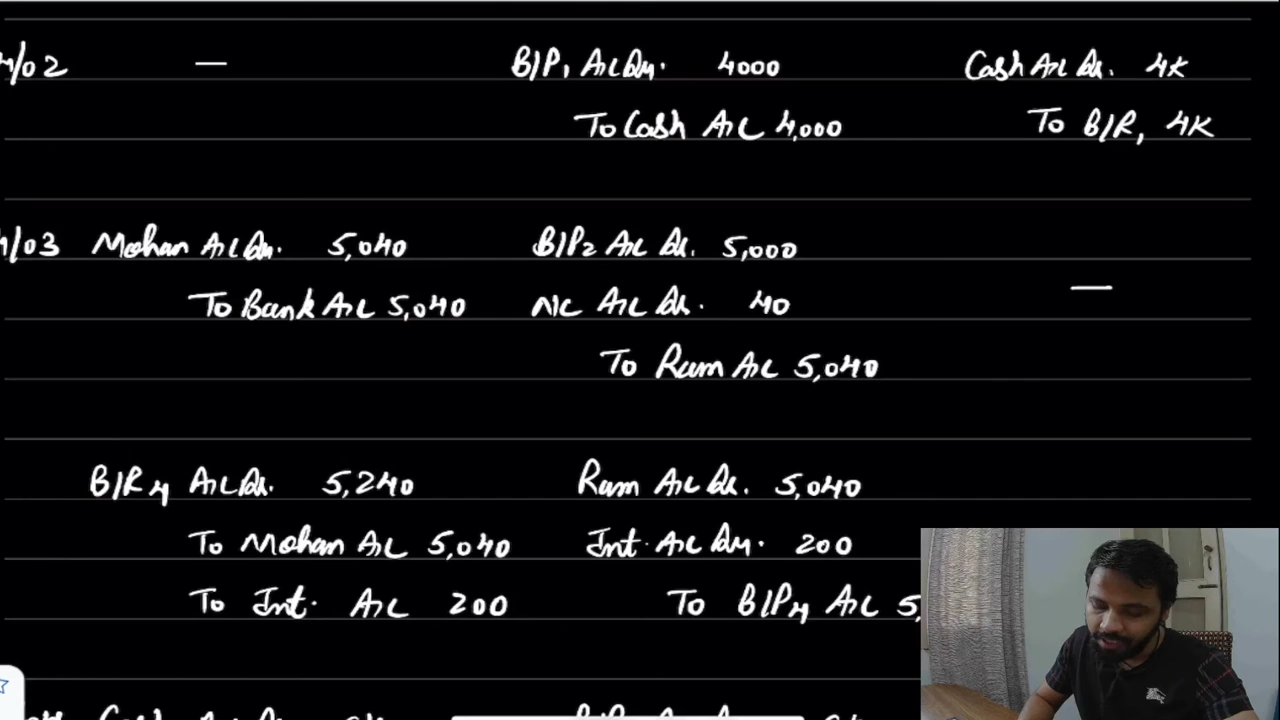 4/02 — B/P1 A/c Dr. 4000 Cash A/c Dr. 4K
To Cash A/c 4,000 To B/R1 4K
4/03 Mohan A/c Dr. 5,040 B/P2 A/c Dr. 5,000 —
To Bank A/c 5,040 NC A/c Dr. 40
To Ram A/c 5,040
B/R4 A/c Dr. 5,240 Ram A/c Dr. 5,040
To Mohan A/c 5,040 Int. A/c Dr. 200
To Int. A/c 200 To B/P4 A/c 5,